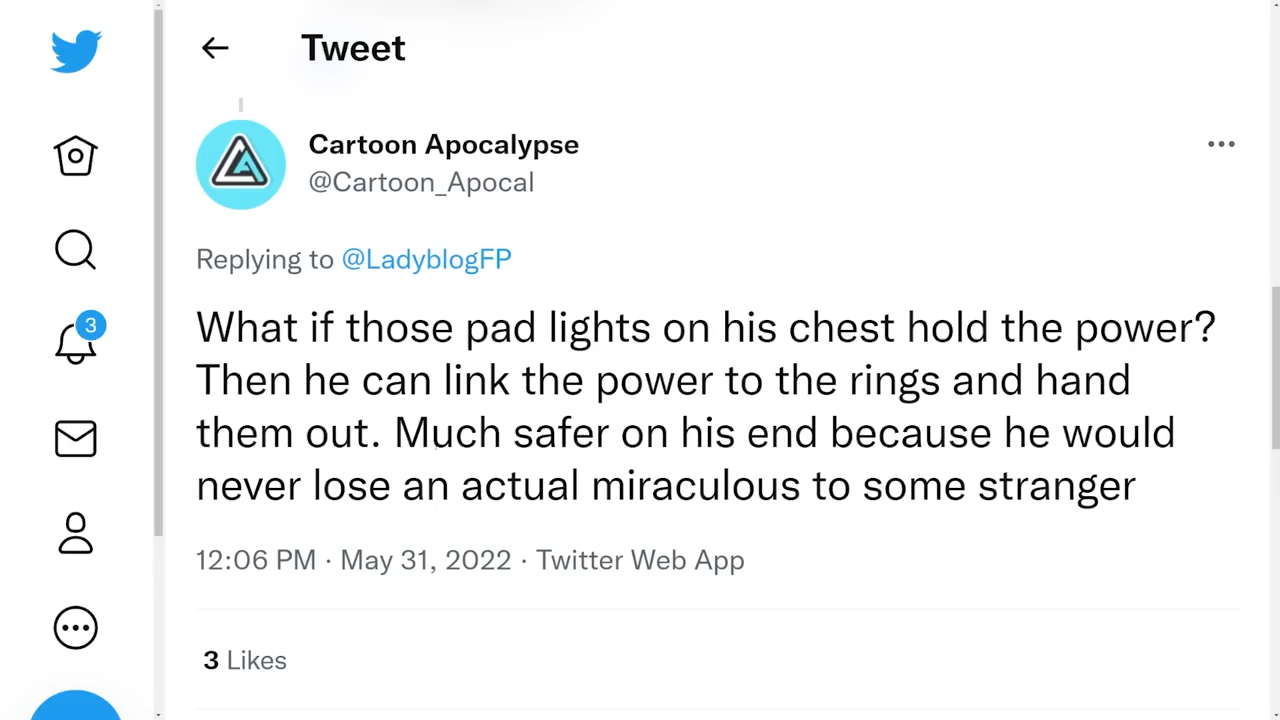 Tweet
Cartoon Apocalypse
@Cartoon_Apocal
Replying to @LadyblogFP
3
What if those pad lights on his chest hold the power?
Then he can link the power to the rings and hand
them out. Much safer on his end because he would
never lose an actual miraculous to some stranger
12:06 PM · May 31, 2022 · Twitter Web App
3 Likes